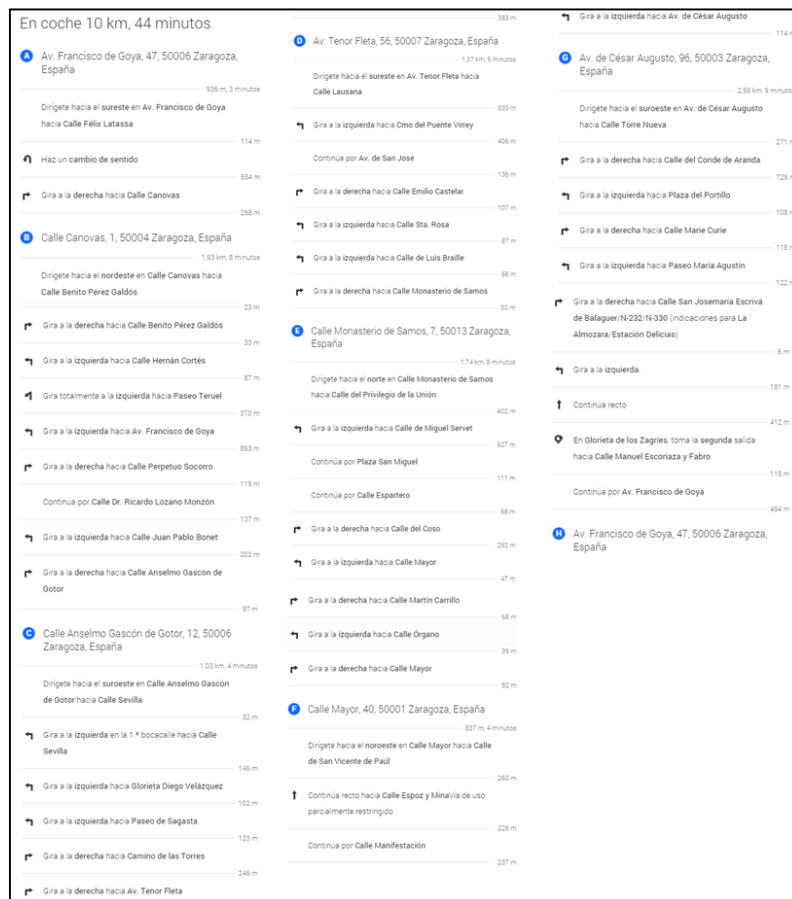 En coche 10 km, 44 minutos
A Av. Francisco de Goya, 47, 50006 Zaragoza,
España
936 m, 3 minutos
Dirígete hacia el sureste en Av. Francisco de Goya
hacia Calle Félix Latassa
114 m
Haz un cambio de sentido
554 m
Gira a la derecha hacia Calle Canovas
268 m
B Calle Canovas, 1, 50004 Zaragoza, España
1,93 km, 8 minutos
Dirígete hacia el nordeste en Calle Canovas hacia
Calle Benito Pérez Galdós
23 m
Gira a la derecha hacia Calle Benito Pérez Galdós
33 m
Gira a la izquierda hacia Calle Hernán Cortés
87 m
Gira totalmente a la izquierda hacia Paseo Teruel
370 m
Gira a la izquierda hacia Av. Francisco de Goya
863 m
Gira a la derecha hacia Calle Perpetuo Socorro
119 m
Continúa por Calle Dr. Ricardo Lozano Monzón
137 m
Gira a la izquierda hacia Calle Juan Pablo Bonet
202 m
Gira a la derecha hacia Calle Anselmo Gascón de
Gotor
97 m
C Calle Anselmo Gascón de Gotor, 12, 50006
Zaragoza, España
1,03 km, 4 minutos
Dirígete hacia el suroeste en Calle Anselmo Gascón
de Gotor hacia Calle Sevilla
32 m
Gira a la izquierda en la 1.ª bocacalle hacia Calle
Sevilla
146 m
Gira a la izquierda hacia Glorieta Diego Velázquez
102 m
Gira a la izquierda hacia Paseo de Sagasta
123 m
Gira a la derecha hacia Camino de las Torres
246 m
Gira a la derecha hacia Av. Tenor Fleta
383 m
D Av. Tenor Fleta, 56, 50007 Zaragoza, España
1,37 km, 5 minutos
Dirígete hacia el sureste en Av. Tenor Fleta hacia
Calle Lausana
535 m
Gira a la izquierda hacia Cmo del Puente Virrey
406 m
Continúa por Av. de San José
136 m
Gira a la derecha hacia Calle Emilio Castelar
107 m
Gira a la izquierda hacia Calle Sta. Rosa
87 m
Gira a la izquierda hacia Calle de Luis Braille
68 m
Gira a la derecha hacia Calle Monasterio de Samos
30 m
E Calle Monasterio de Samos, 7, 50013 Zaragoza,
España
1,74 km, 8 minutos
Dirígete hacia el norte en Calle Monasterio de Samos
hacia Calle del Privilegio de la Unión
402 m
Gira a la izquierda hacia Calle de Miguel Servet
627 m
Continúa por Plaza San Miguel
111 m
Continúa por Calle Espartero
68 m
Gira a la derecha hacia Calle del Coso
292 m
Gira a la izquierda hacia Calle Mayor
47 m
Gira a la derecha hacia Calle Martín Carrillo
68 m
Gira a la izquierda hacia Calle Órgano
39 m
Gira a la derecha hacia Calle Mayor
82 m
F Calle Mayor, 40, 50001 Zaragoza, España
837 m, 4 minutos
Dirígete hacia el noroeste en Calle Mayor hacia Calle
de San Vicente de Paúl
260 m
Continúa recto hacia Calle Espoz y MinaVía de uso
parcialmente restringido
226 m
Continúa por Calle Manifestación
237 m
Gira a la izquierda hacia Av. de César Augusto
114 m
G Av. de César Augusto, 96, 50003 Zaragoza,
España
2,56 km, 9 minutos
Dirígete hacia el suroeste en Av. de César Augusto
hacia Calle Torre Nueva
271 m
Gira a la derecha hacia Calle del Conde de Aranda
729 m
Gira a la izquierda hacia Plaza del Portillo
108 m
Gira a la derecha hacia Calle Marie Curie
118 m
Gira a la izquierda hacia Paseo María Agustín
122 m
Gira a la derecha hacia Calle San Josemaría Escrivá
de Balaguer/N-232/N-330 (indicaciones para La
Almozara/Estación Delicias)
6 m
Gira a la izquierda.
181 m
Continúa recto
412 m
En Glorieta de los Zagríes, toma la segunda salida
hacia Calle Manuel Escoriaza y Fabro
115 m
Continúa por Av. Francisco de Goya
494 m
H Av. Francisco de Goya, 47, 50006 Zaragoza,
España